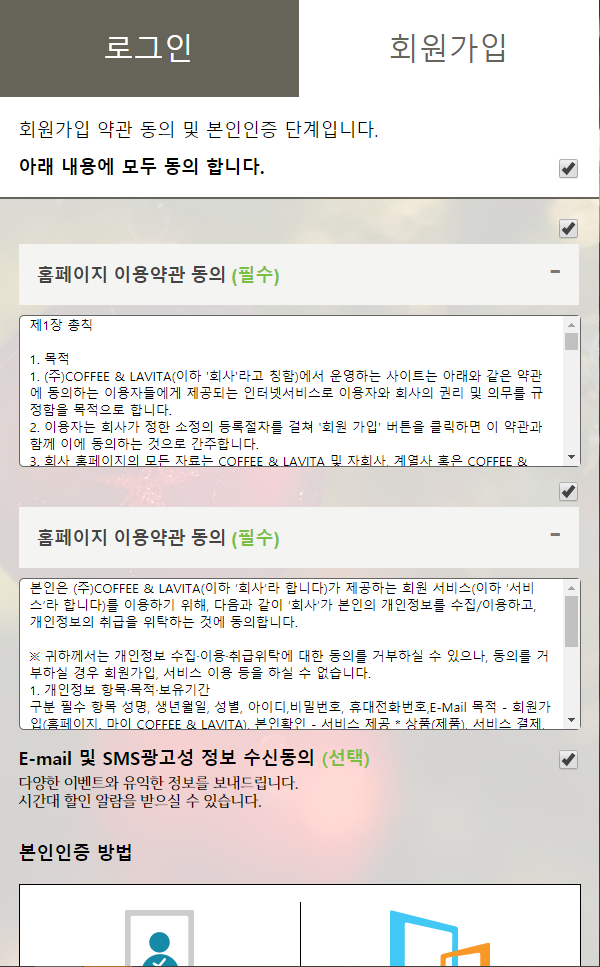 로그인
회원가입
회원가입 약관 동의 및 본인인증 단계입니다.
아래 내용에 모두 동의 합니다.
홈페이지 이용약관 동의 (필수)
제1장 총칙
1. 목적
1. (주)COFFEE & LAVITA(이하 '회사'라고 칭함)에서 운영하는 사이트는 아래와 같은 약관
에 동의하는 이용자들에게 제공되는 인터넷서비스로 이용자와 회사의 권리 및 의무를 규
정함을 목적으로 합니다.
2. 이용자는 회사가 정한 소정의 등록절차를 걸쳐 '회원 가입' 버튼을 클릭하면 이 약관과
함께 이에 동의하는 것으로 간주합니다.
3. 회사 홈페이지의 모든 자료는 COFFEE & LAVITA 및 자회사, 계열사 혹은 COFFEE &
홈페이지 이용약관 동의 (필수)
본인은 (주)COFFEE & LAVITA(이하 '회사'라 합니다)가 제공하는 회원 서비스(이하 '서비
스'라 합니다)를 이용하기 위해, 다음과 같이 '회사'가 본인의 개인정보를 수집/이용하고,
개인정보의 취급을 위탁하는 것에 동의합니다.
※ 귀하께서는 개인정보 수집·이용·취급위탁에 대한 동의를 거부하실 수 있으나, 동의를 거
부하실 경우 회원가입, 서비스 이용 등을 하실 수 없습니다.
1. 개인정보 항목·목적·보유기간
구분 필수 항목 성명, 생년월일, 성별, 아이디,비밀번호, 휴대전화번호,E-Mail 목적 - 회원가
입(홈페이지, 마이 COFFEE & LAVITA), 본인확인 - 서비스 제공 * 상품(제품), 서비스 결제,
E-mail 및 SMS광고성 정보 수신동의 (선택)
다양한 이벤트와 유익한 정보를 보내드립니다.
시간대 할인 알람을 받으실 수 있습니다.
본인인증 방법